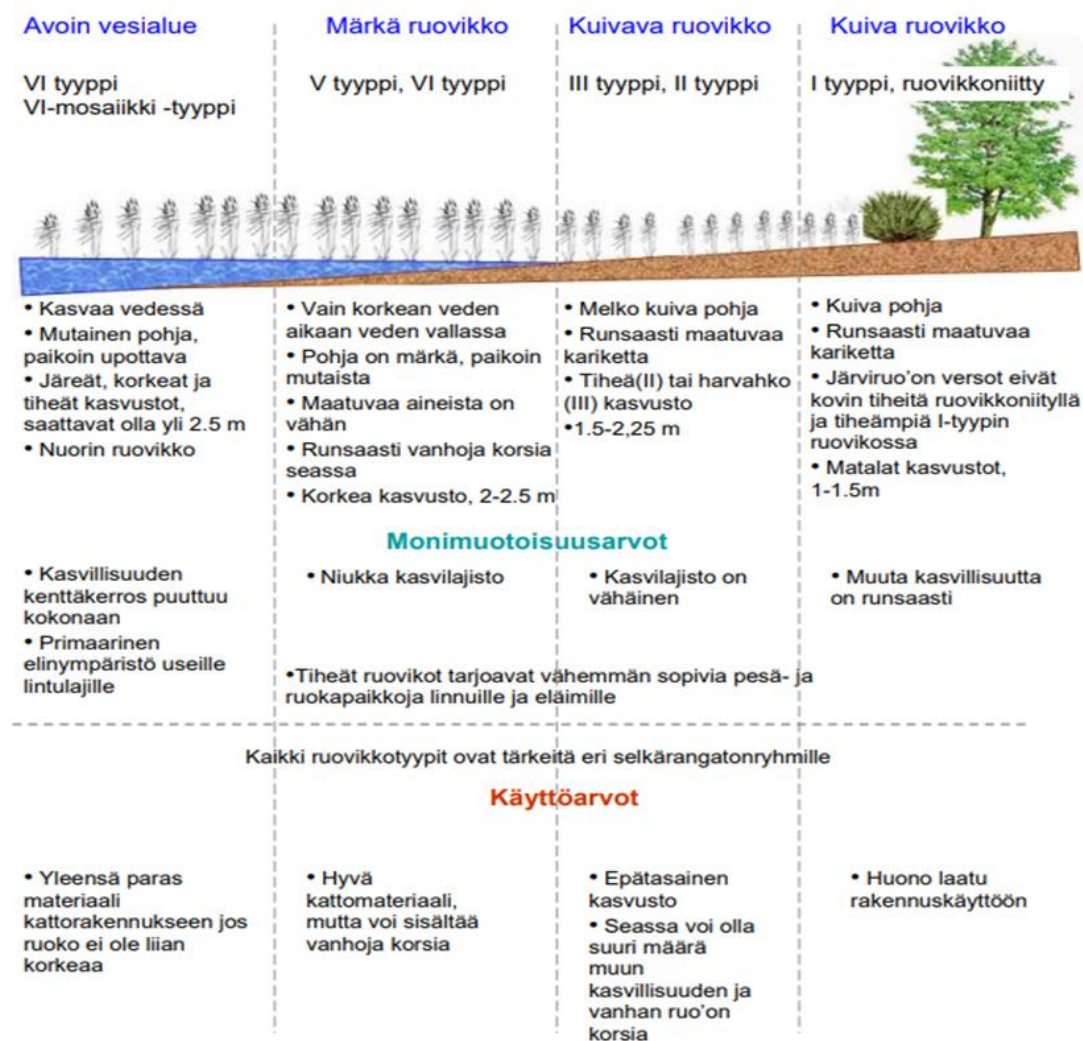 Avoin vesialue
VI tyyppi
VI-mosaiikki -tyyppi
Märkä ruovikko
V tyyppi, VI tyyppi
Kuivava ruovikko
III tyyppi, II tyyppi
Kuiva ruovikko
I tyyppi, ruovikkoniitty
• Kasvaa vedessä
• Mutainen pohja,
paikoin upottava
• Järeät, korkeat ja
tiheät kasvustot,
saattavat olla yli 2.5 m
• Nuorin ruovikko
• Vain korkean veden
aikaan veden vallassa
• Pohja on märkä, paikoin
mutaista
• Maatuvaa aineista on
vähän
• Runsaasti vanhoja korsia
seassa
• Korkea kasvusto, 2-2.5 m
• Melko kuiva pohja
• Runsaasti maatuvaa
kariketta
• Tiheä(II) tai harvahko
(III) kasvusto
•1.5-2,25 m
• Kuiva pohja
• Runsaasti maatuvaa
kariketta
• Järviruo'on versot eivät
kovin tiheitä ruovikkoniityllä
ja tiheämpiä I-tyypin
ruovikossa
• Matalat kasvustot,
1-1.5m
Monimuotoisuusarvot
• Kasvillisuuden
kenttäkerros puuttuu
kokonaan
• Primaarinen
elinympäristö useille
lintulajille
• Niukka kasvilajisto
• Kasvilajisto on
vähäinen
• Muuta kasvillisuutta
on runsaasti
•Tiheät ruovikot tarjoavat vähemmän sopivia pesä- ja
ruokapaikkoja linnuille ja eläimille
Kaikki ruovikkotyypit ovat tärkeitä eri selkärangatonryhmille
Käyttöarvot
• Yleensä paras
materiaali
kattorakennukseen jos
ruoko ei ole liian
korkeaa
• Hyvä
kattomateriaali,
mutta voi sisältää
vanhoja korsia
• Epätasainen
kasvusto
• Seassa voi olla
suuri määrä
muun
kasvillisuuden ja
vanhan ruo'on
korsia
• Huono laatu
rakennuskäyttöön